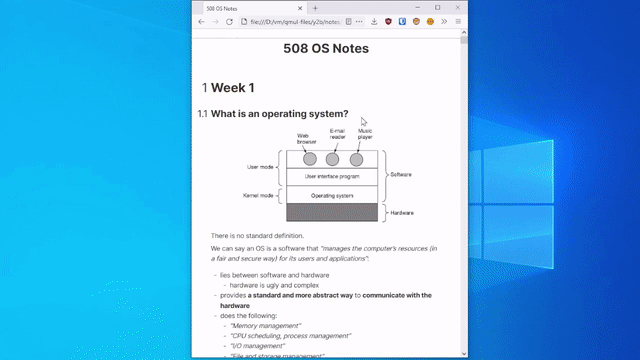 508 OS Notes
file:///D:/vm/qmul-files/y2b/notes
508 OS Notes
1 Week 1
1.1 What is an operating system?
Web browser
E-mail reader
Music player
User mode
User interface program
Software
Kernel mode
Operating system
Hardware
There is no standard definition.
We can say an OS is a software that "manages the computer's resources (in
a fair and secure way) for its users and applications":
- lies between software and hardware
- hardware is ugly and complex
- provides a standard and more abstract way to communicate with the
hardware
- does the following:
- "Memory management"
- "CPU scheduling, process management"
- "I/O management"
- "File and storage management"